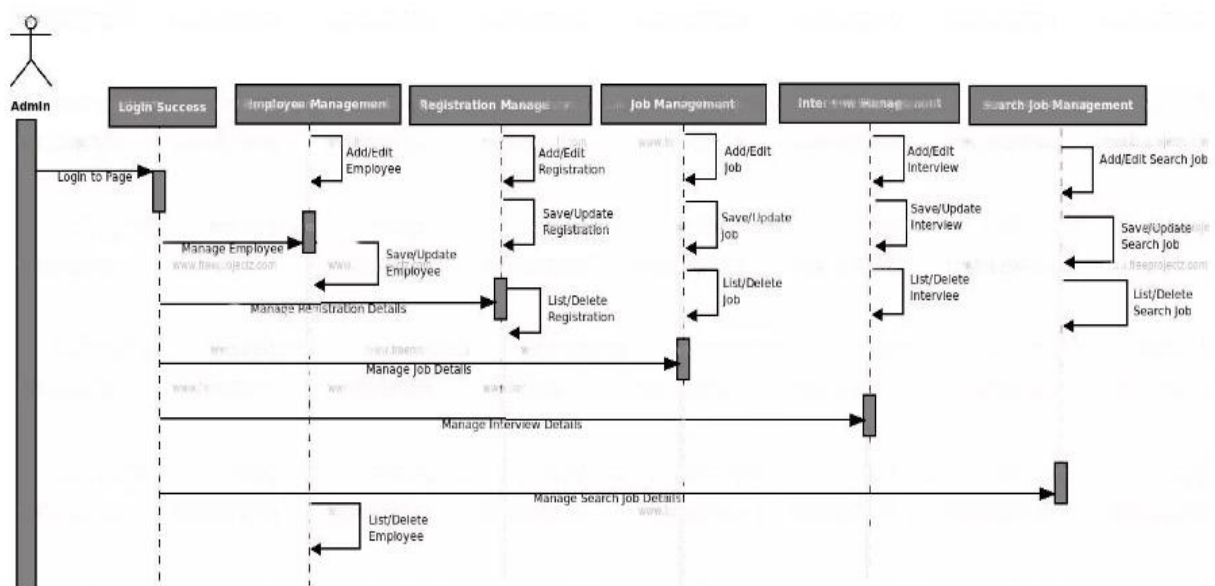 Admin
Login Success
Employee Management
Registration Manage
Job Management
Search Job Management
Add/Edit
Employee
Add/Edit
Registration
Add/Edit
Job
Add/Edit
Interview
Add/Edit Search Job
Login to Page
Save/Update
Registration
Save/Update
Job
Save/Update
Interview
Save/Update
Search Job
Manage Employee
Save/Update
Employee
www.freeprojectz.com
List/Delete
Registration
List/Delete
Job
List/Delete
Interviee
List/Delete
Search Job
Manage Registration Details
Manage Job Details
Manage Interview Details
Manage Search Job Details
List/Delete
Employee